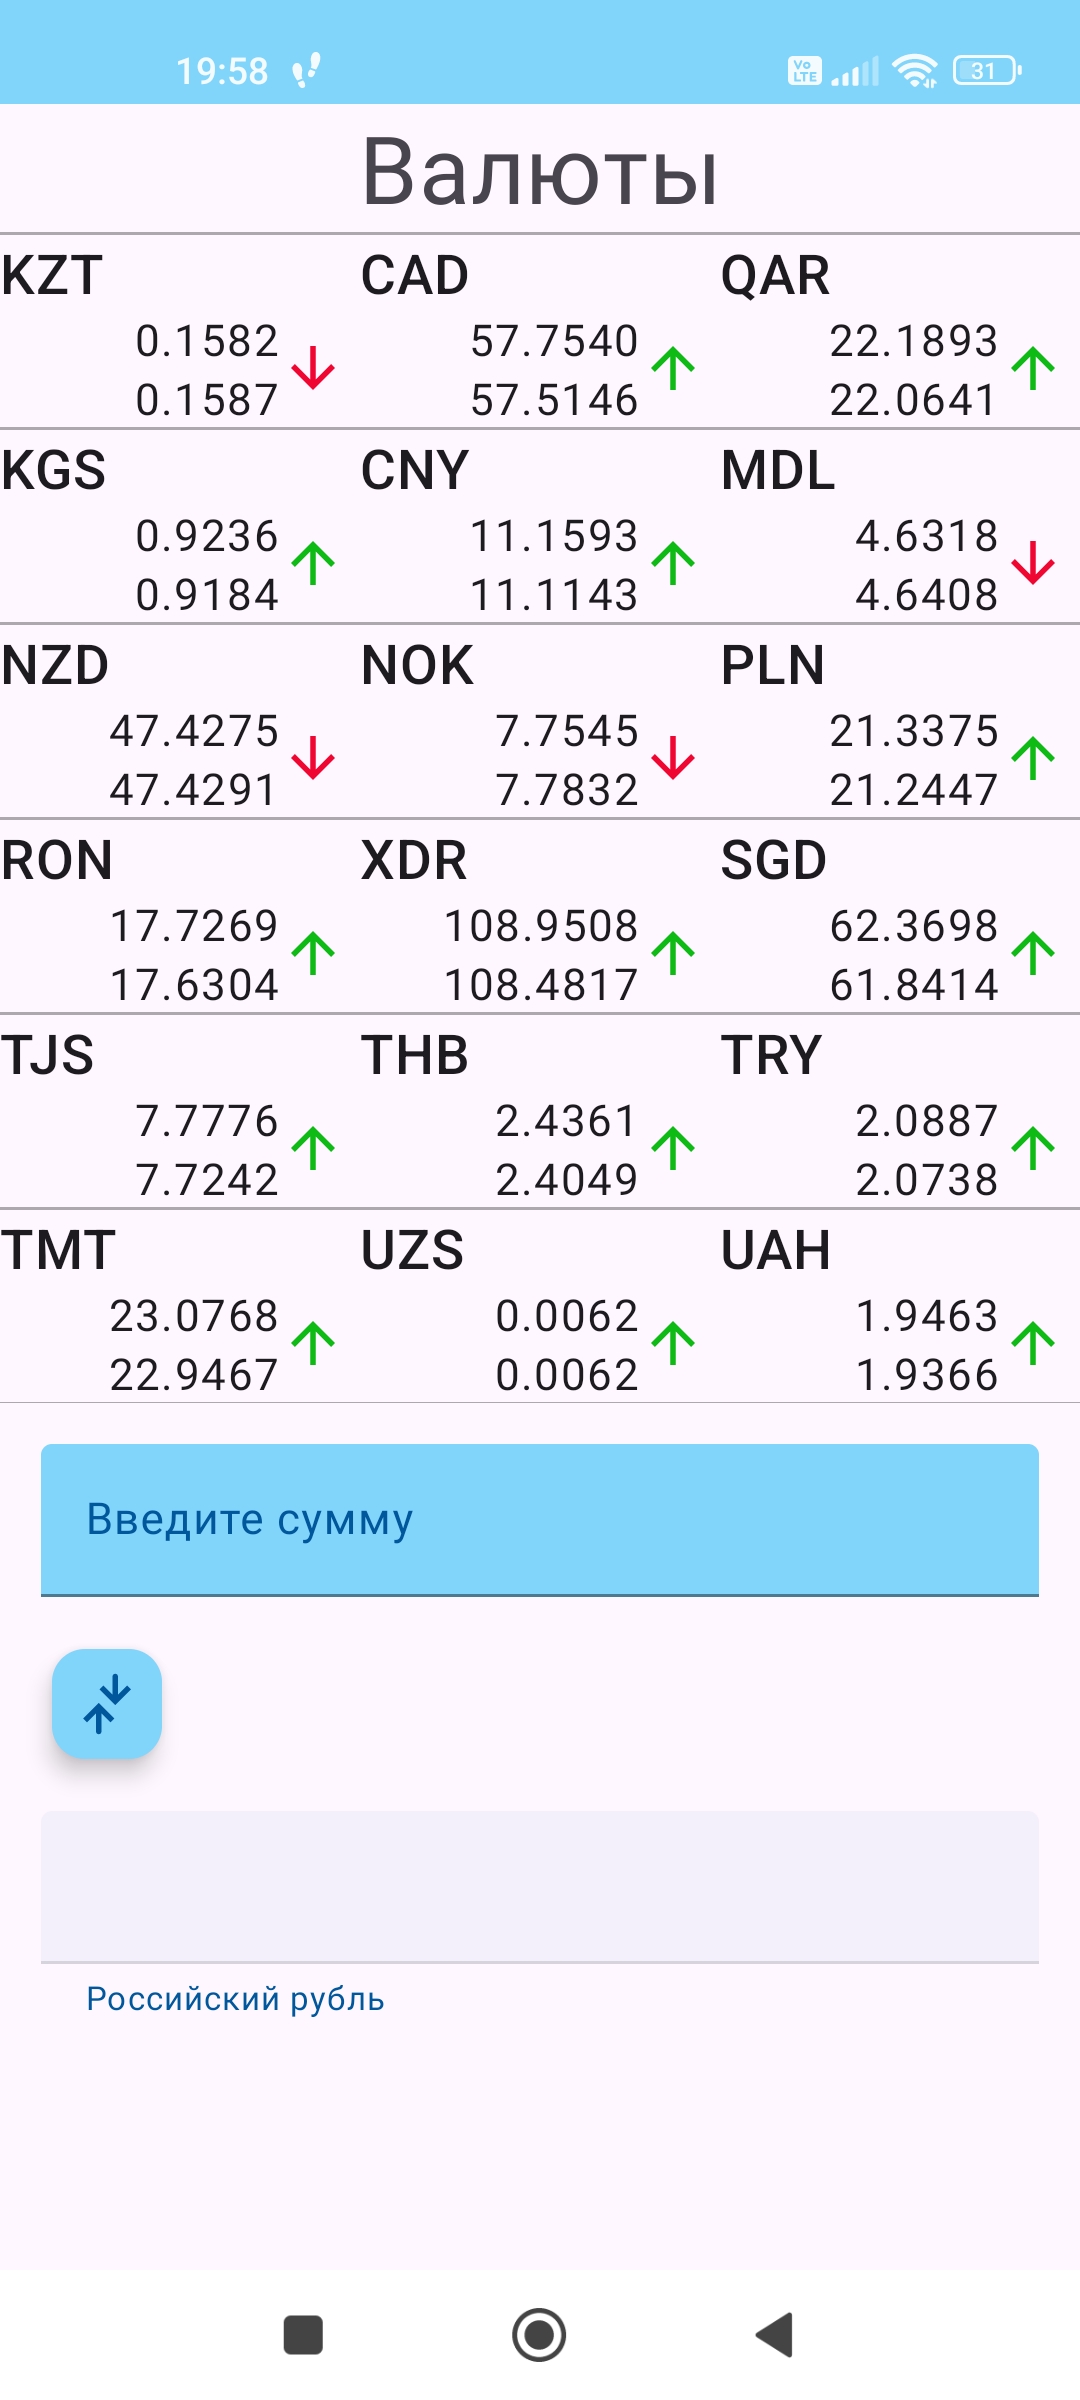 19:58 Vo LTE 31
Валюты
KZT CAD QAR
0.1582 57.7540 22.1893
0.1587 57.5146 22.0641
KGS CNY MDL
0.9236 11.1593 4.6318
0.9184 11.1143 4.6408
NZD NOK PLN
47.4275 7.7545 21.3375
47.4291 7.7832 21.2447
RON XDR SGD
17.7269 108.9508 62.3698
17.6304 108.4817 61.8414
TJS THB TRY
7.7776 2.4361 2.0887
7.7242 2.4049 2.0738
TMT UZS UAH
23.0768 0.0062 1.9463
22.9467 0.0062 1.9366
Введите сумму
Российский рубль